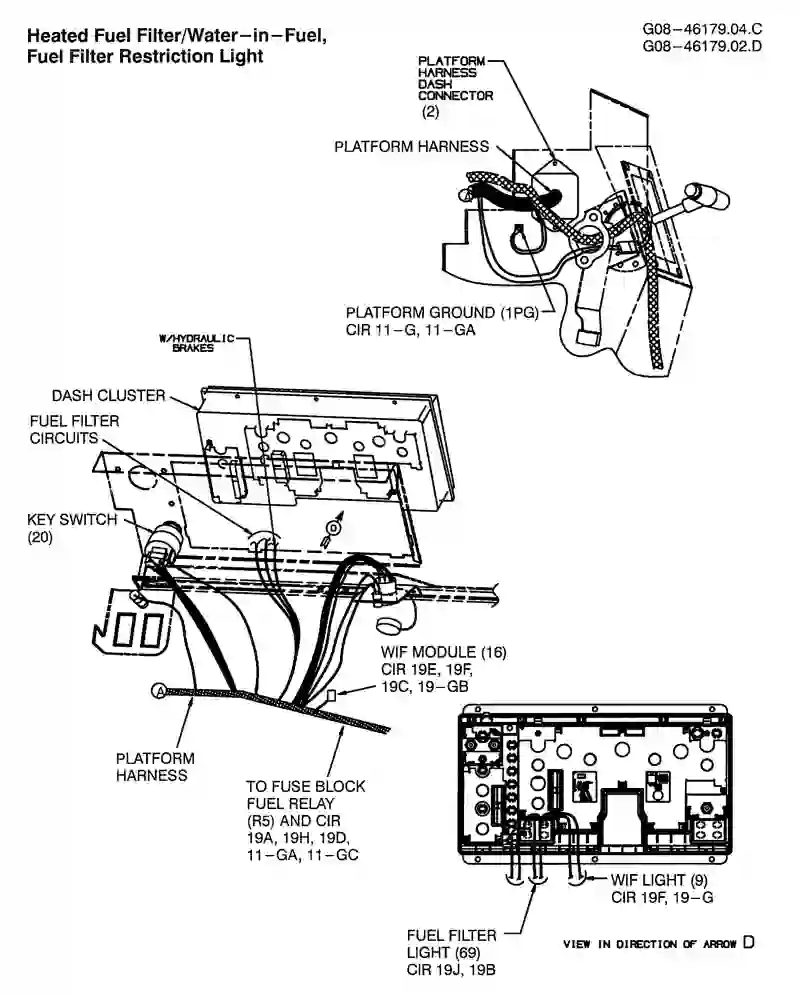 Heated Fuel Filter/Water-in-Fuel,
Fuel Filter Restriction Light
G08-46179.04.C
G08-46179.02.D
PLATFORM
HARNESS
DASH
CONNECTOR
(2)
PLATFORM HARNESS
A
PLATFORM GROUND (1PG)
CIR 11-G, 11-GA
W/HYDRAULIC
BRAKES
DASH CLUSTER
FUEL FILTER
CIRCUITS
KEY SWITCH
(20)
D
WIF MODULE (16)
CIR 19E, 19F,
19C, 19-GB
A
PLATFORM
HARNESS
TO FUSE BLOCK
FUEL RELAY
(R5) AND CIR
19A, 19H, 19D,
11-GA, 11-GC
WIF LIGHT (9)
CIR 19F, 19-G
FUEL FILTER
LIGHT (69)
CIR 19J, 19B
VIEW IN DIRECTION OF ARROW D